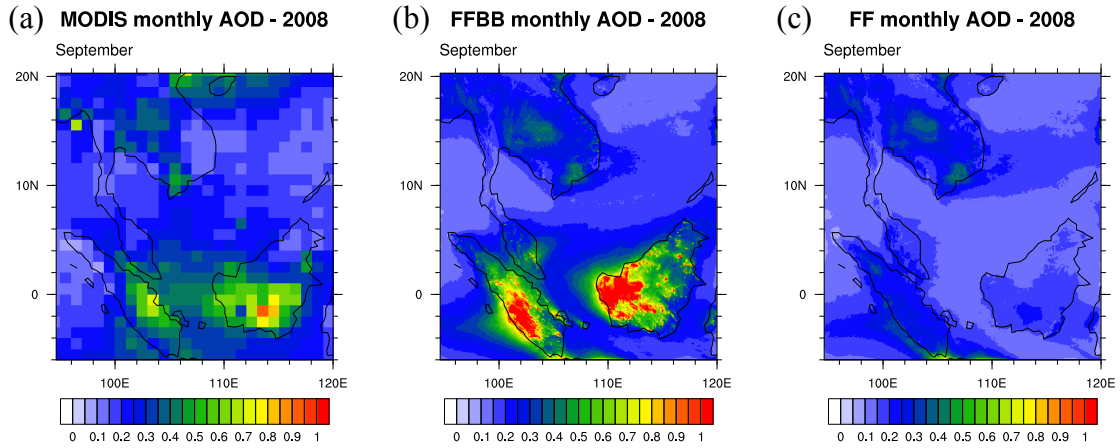 (a) MODIS monthly AOD - 2008
September
20N
10N
0
100E 110E 120E
0 0.1 0.2 0.3 0.4 0.5 0.6 0.7 0.8 0.9 1
(b) FFBB monthly AOD - 2008
September
20N
10N
0
100E 110E 120E
0 0.1 0.2 0.3 0.4 0.5 0.6 0.7 0.8 0.9 1
(c) FF monthly AOD - 2008
September
20N
10N
0
100E 110E 120E
0 0.1 0.2 0.3 0.4 0.5 0.6 0.7 0.8 0.9 1